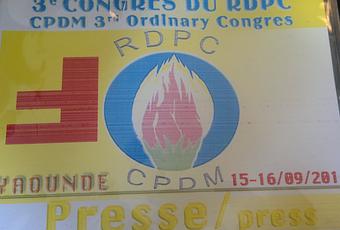 3e CONGRES DU RDPC
CPDM 3rd Ordinary Congres
RDPC
CPDM
YAOUNDE
15-16/09/201
Presse/press